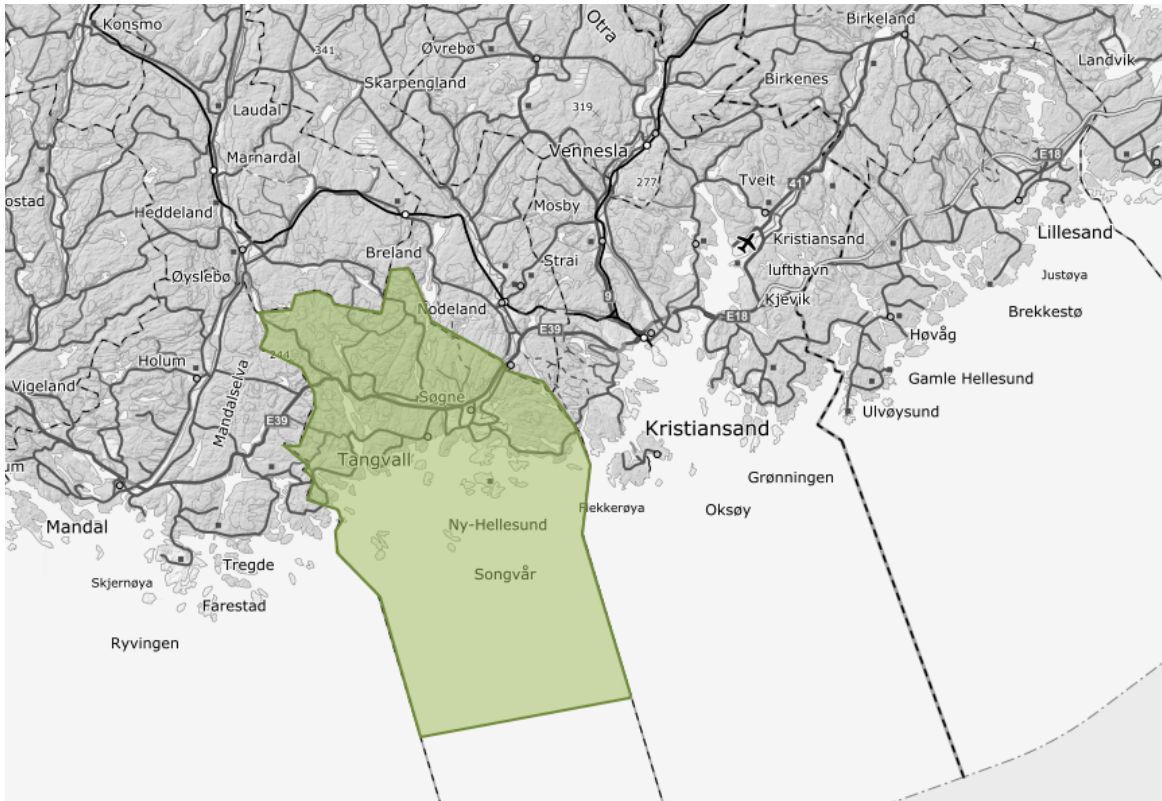 Konsmo
Birkeland
Otra
341
Øvrebø
Landvik
Skarpengland
Birkenes
Laudal
319
Vennesla
E18
Marnardal
277
Tveit
41
ostad
Heddeland
Mosby
Lillesand
Breland
Kristiansand
lufthavn
Kjevik
Øyslebø
Strai
Justøya
Nodeland
9
E18
Brekkestø
E39
Høvåg
244
Holum
Gamle Hellesund
Vigeland
Mandalselva
Søgne
Ulvøysund
E39
Kristiansand
um
Tangvall
Grønningen
Flekkerøya
Oksøy
Mandal
Ny-Hellesund
Tregde
Songvår
Skjernøya
Farestad
Ryvingen